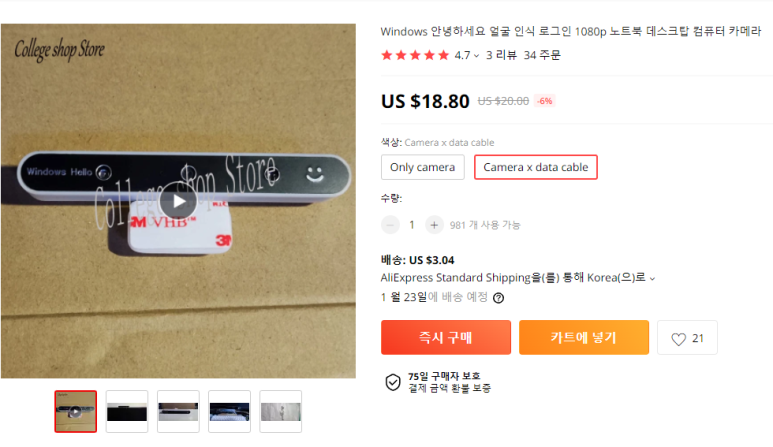 College shop Store
Windows Hello
College shop Store
3M VHB™
3M
Windows 안녕하세요 얼굴 인식 로그인 1080p 노트북 데스크탑 컴퓨터 카메라
4.7 3 리뷰 34 주문
US $18.80 US $20.00 -6%
색상: Camera x data cable
Only camera Camera x data cable
수량:
1 981 개 사용 가능
배송: US $3.04
AliExpress Standard Shipping을(를) 통해 Korea(으)로
1 월 23일에 배송 예정
즉시 구매 카트에 넣기 21
75일 구매자 보호
결제 금액 환불 보증